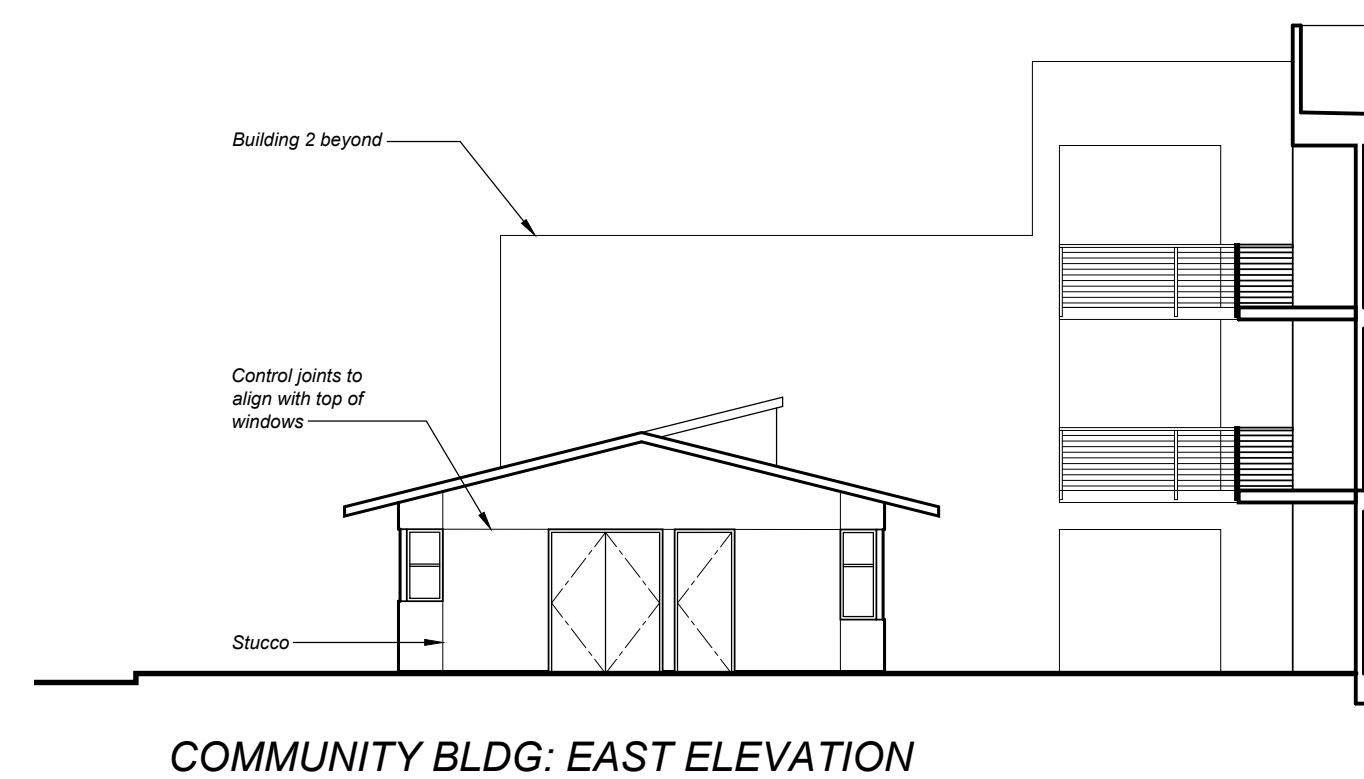 Building 2 beyond
Control joints to
align with top of
windows
Stucco
COMMUNITY BLDG: EAST ELEVATION